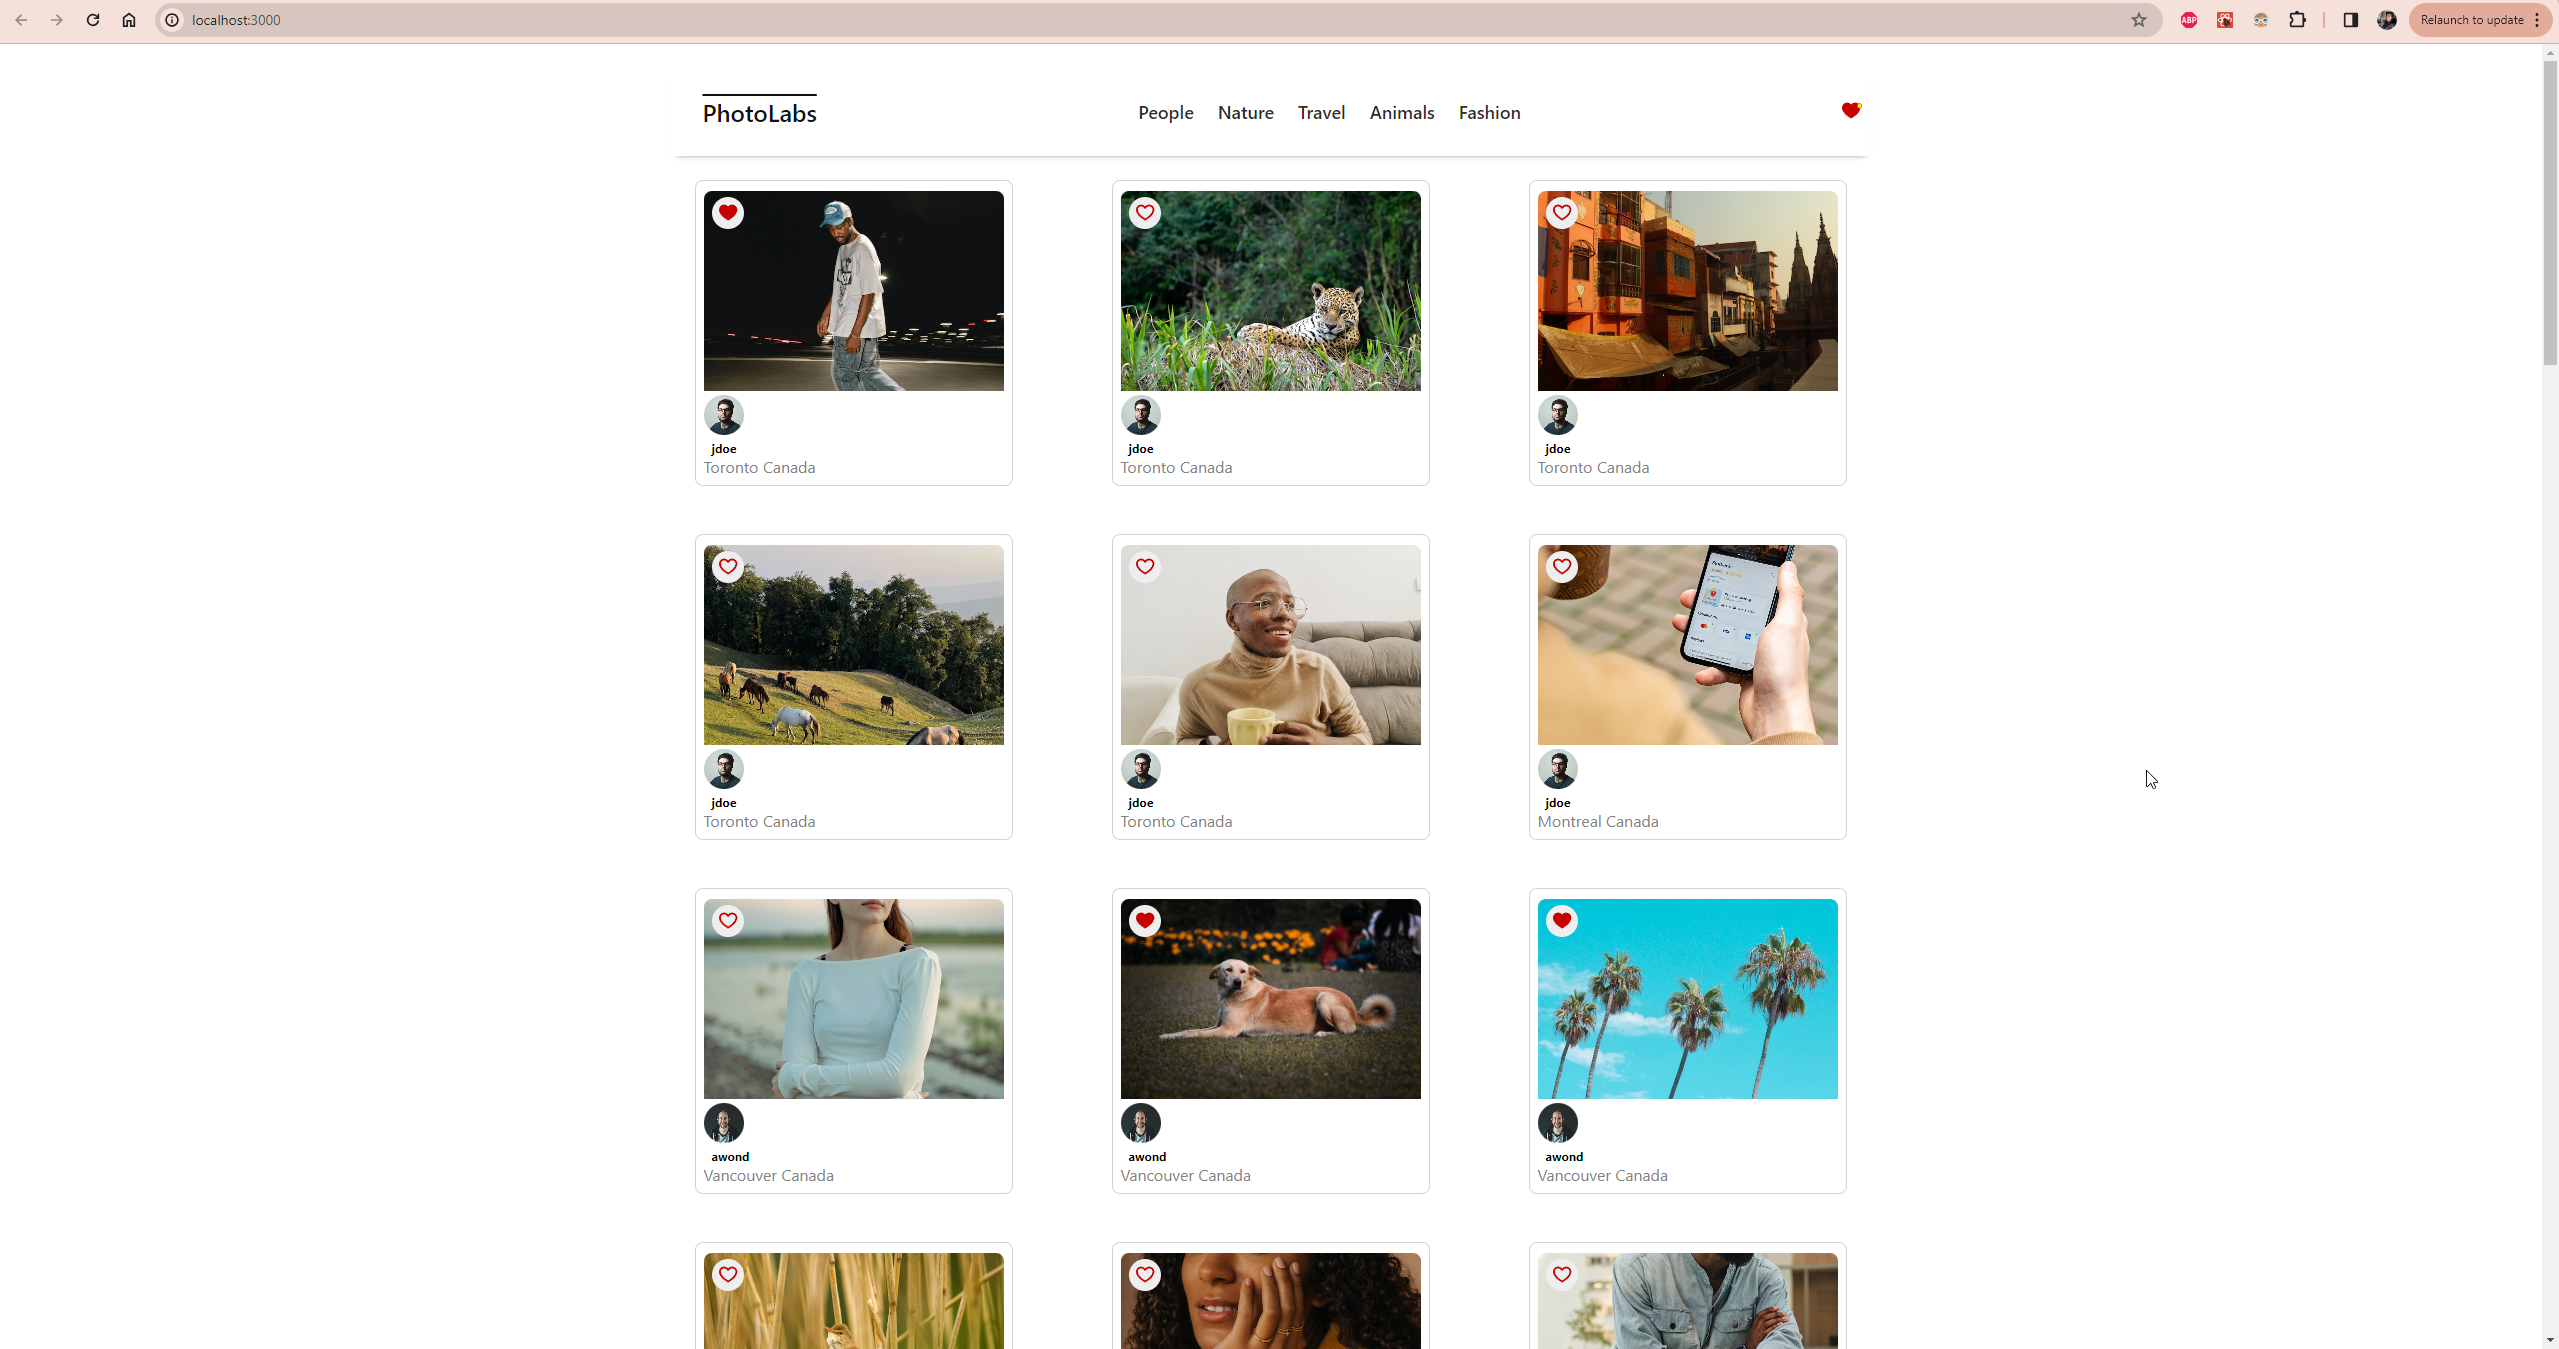 localhost:3000
ABP
Relaunch to update
PhotoLabs
People Nature Travel Animals Fashion
jdoe
Toronto Canada
jdoe
Toronto Canada
jdoe
Toronto Canada
jdoe
Toronto Canada
jdoe
Toronto Canada
jdoe
Montreal Canada
awond
Vancouver Canada
awond
Vancouver Canada
awond
Vancouver Canada